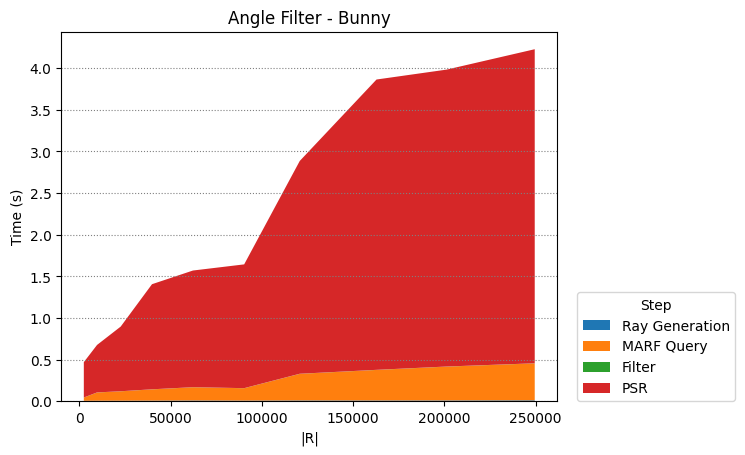 Angle Filter - Bunny
Time (s)
4.0
3.5
3.0
2.5
2.0
1.5
1.0
0.5
0.0
0
50000
100000
150000
200000
250000
|R|
Step
Ray Generation
MARF Query
Filter
PSR